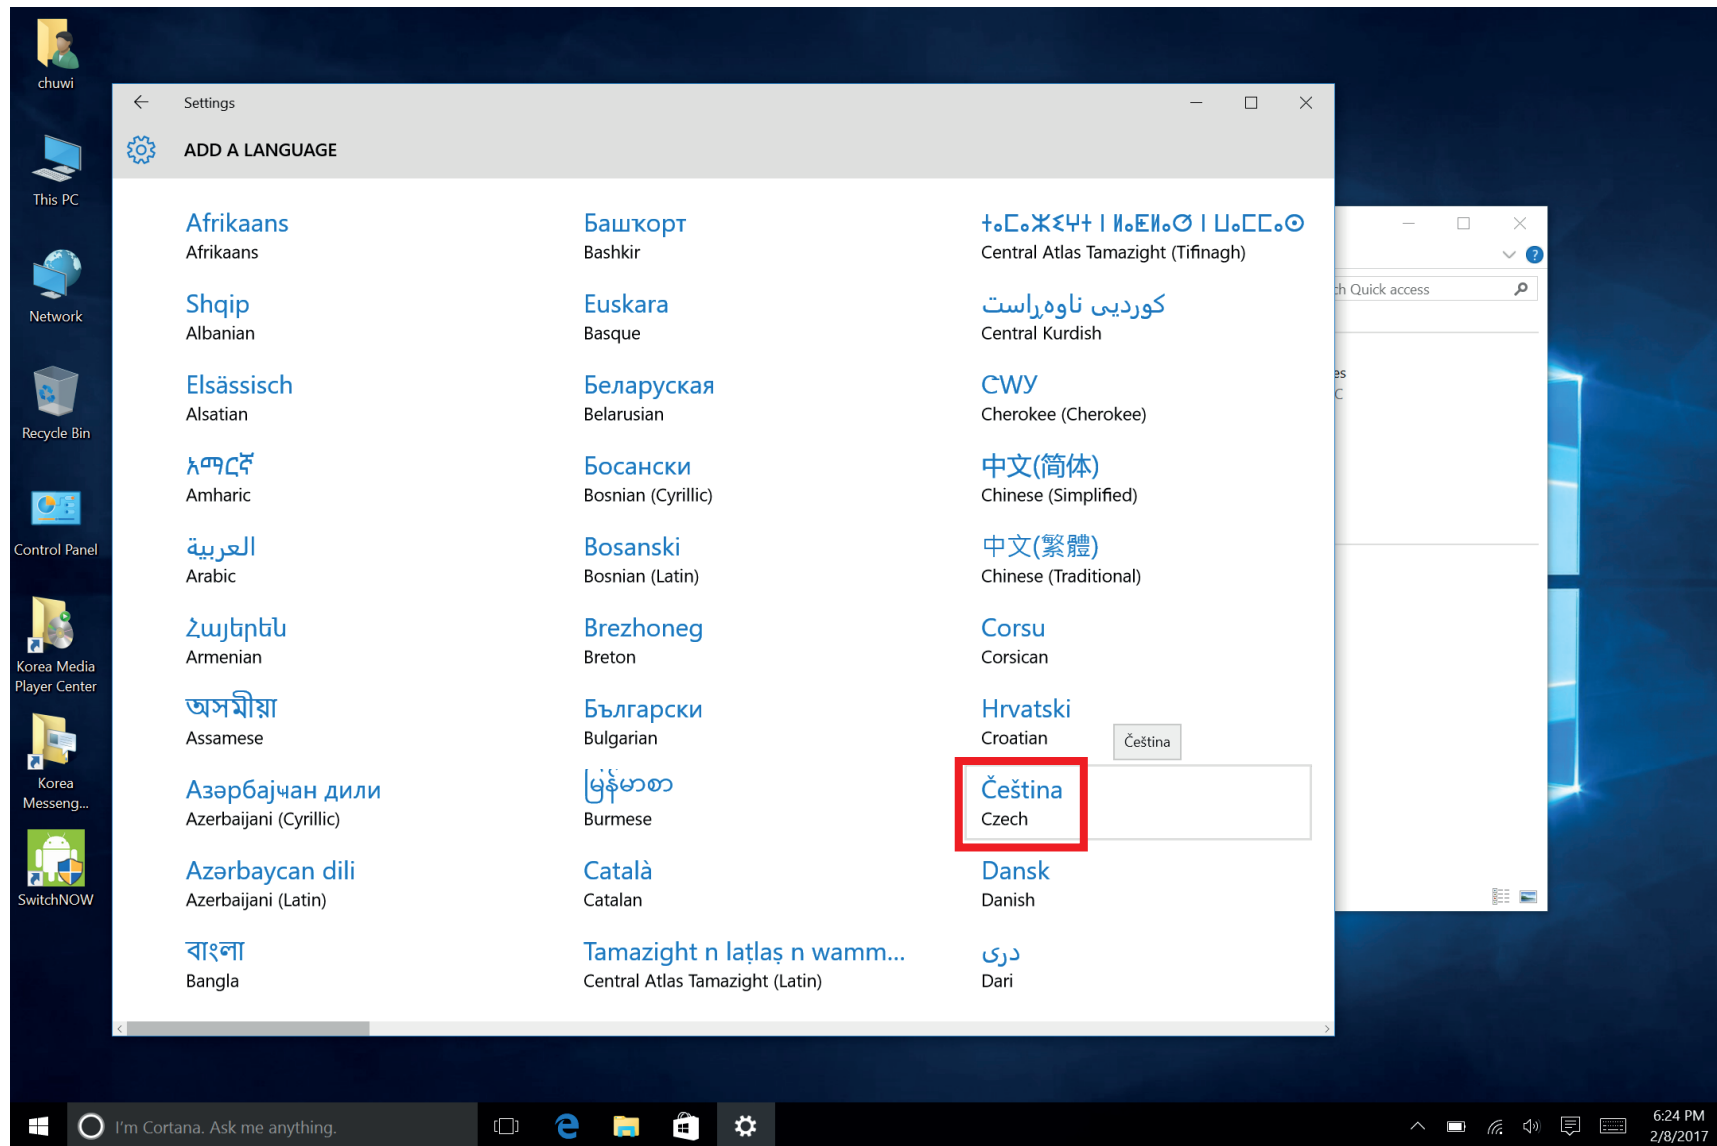 chuwi
This PC
Network
Recycle Bin
Control Panel
Korea Media
Player Center
Korea
Messeng...
SwitchNOW
Settings
ADD A LANGUAGE
Afrikaans
Afrikaans
Shqip
Albanian
Elsässisch
Alsatian
አማርኛ
Amharic
العربية
Arabic
Հայերեն
Armenian
অসমীয়া
Assamese
Азәрбајҹан дили
Azerbaijani (Cyrillic)
Azərbaycan dili
Azerbaijani (Latin)
বাংলা
Bangla
Башҡорт
Bashkir
Euskara
Basque
Беларуская
Belarusian
Босански
Bosnian (Cyrillic)
Bosanski
Bosnian (Latin)
Brezhoneg
Breton
Български
Bulgarian
မြန်မာစာ
Burmese
Català
Catalan
Tamazight n laṭlaṣ n wamm...
Central Atlas Tamazight (Latin)
ⵜⴰⵎⴰⵣⵉⵖⵜ ⵏ ⵍⴰⵟⵍⴰⵚ ⵏ ⵡⴰⵎⵎⴰⵙ
Central Atlas Tamazight (Tifinagh)
کوردیی ناوەڕاست
Central Kurdish
ᏣᎳᎩ
Cherokee (Cherokee)
中文(简体)
Chinese (Simplified)
中文(繁體)
Chinese (Traditional)
Corsu
Corsican
Hrvatski
Croatian
Čeština
Čeština
Czech
Dansk
Danish
درى
Dari
ch Quick access
es
C
I'm Cortana. Ask me anything.
6:24 PM
2/8/2017